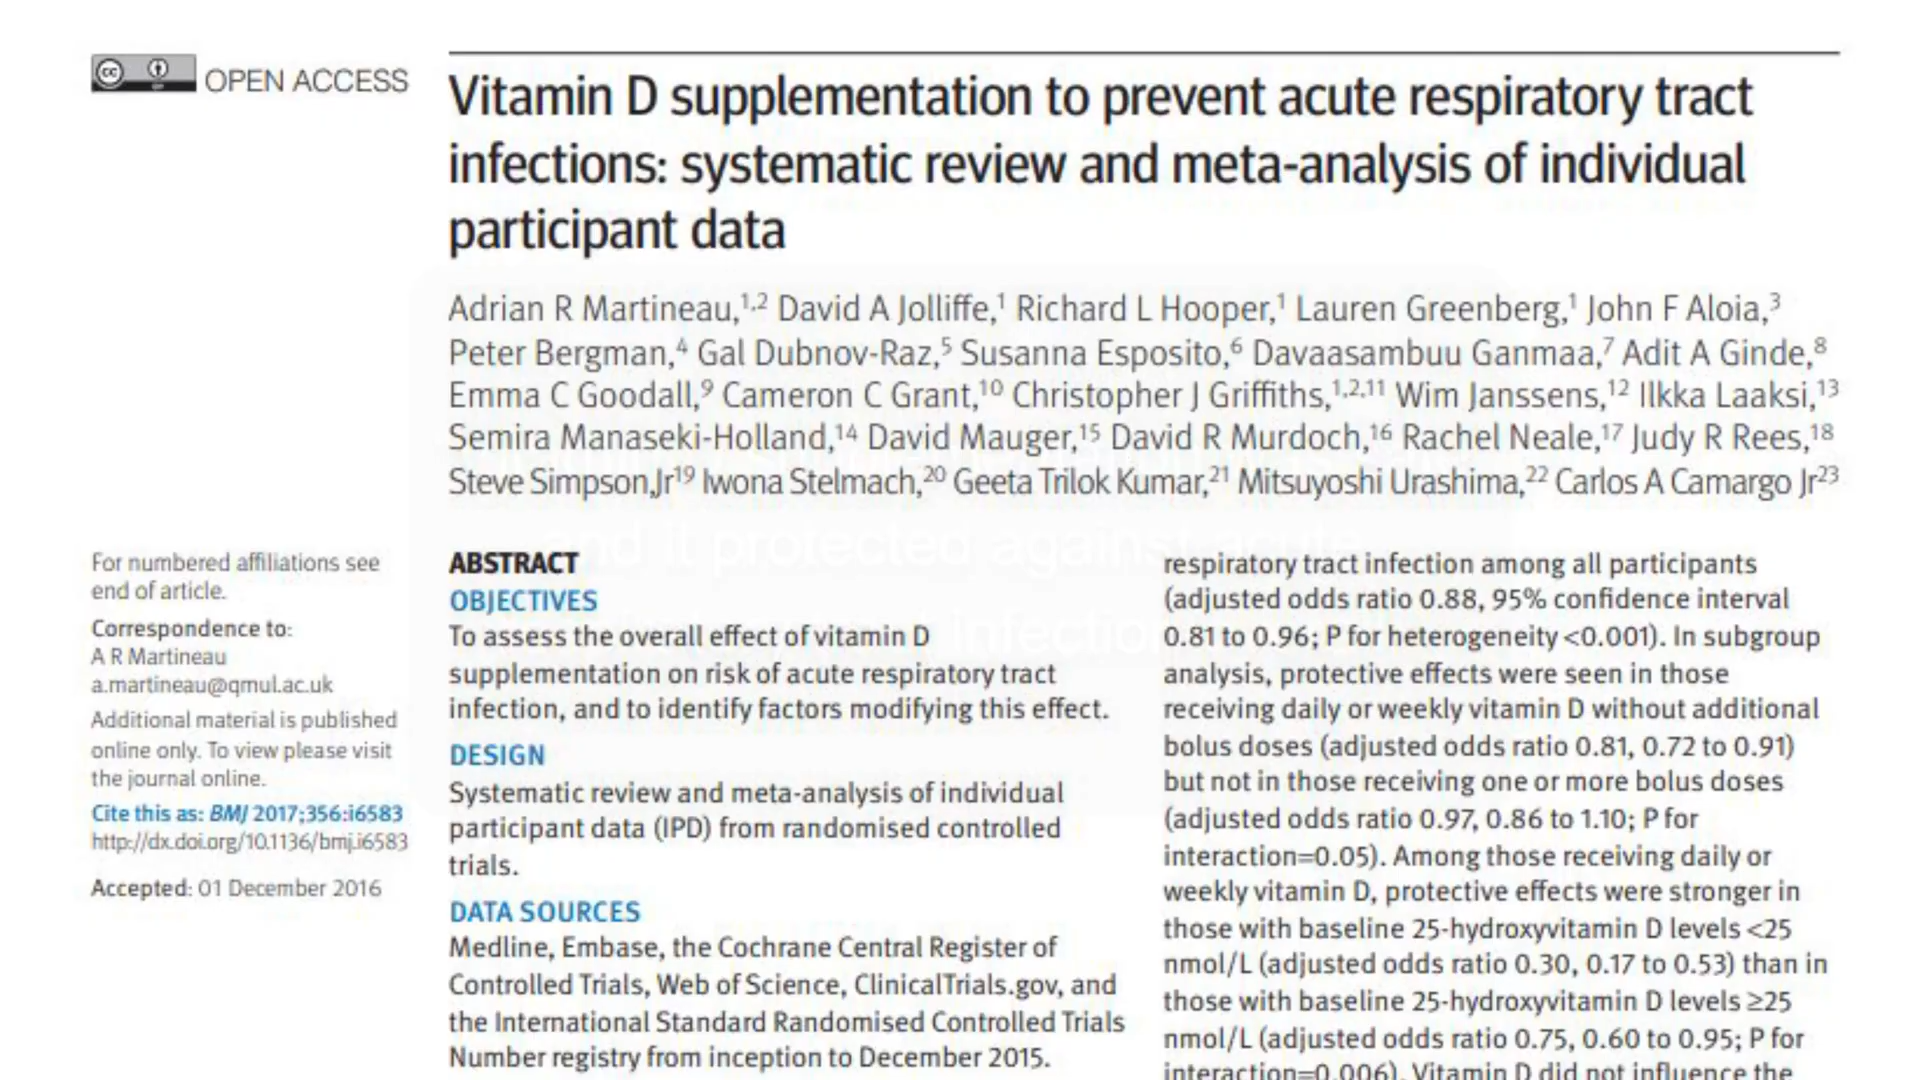 OPEN ACCESS
Vitamin D supplementation to prevent acute respiratory tract
infections: systematic review and meta-analysis of individual
participant data
Adrian R Martineau,1,2 David A Jolliffe,1 Richard L Hooper,1 Lauren Greenberg,1 John F Aloia,3
Peter Bergman,4 Gal Dubnov-Raz,5 Susanna Esposito,6 Davaasambuu Ganmaa,7 Adit A Ginde,8
Emma C Goodall,9 Cameron C Grant,10 Christopher J Griffiths,1,2,11 Wim Janssens,12 Ilkka Laaksi,13
Semira Manaseki-Holland,14 David Mauger,15 David R Murdoch,16 Rachel Neale,17 Judy R Rees,18
Steve Simpson,Jr19 Iwona Stelmach,20 Geeta Trilok Kumar,21 Mitsuyoshi Urashima,22 Carlos A Camargo Jr23
For numbered affiliations see
end of article.
Correspondence to:
A R Martineau
a.martineau@qmul.ac.uk
Additional material is published
online only. To view please visit
the journal online.
Cite this as: BMJ 2017;356:i6583
http://dx.doi.org/10.1136/bmj.i6583
Accepted: 01 December 2016
ABSTRACT
OBJECTIVES
To assess the overall effect of vitamin D
supplementation on risk of acute respiratory tract
infection, and to identify factors modifying this effect.
DESIGN
Systematic review and meta-analysis of individual
participant data (IPD) from randomised controlled
trials.
DATA SOURCES
Medline, Embase, the Cochrane Central Register of
Controlled Trials, Web of Science, ClinicalTrials.gov, and
the International Standard Randomised Controlled Trials
Number registry from inception to December 2015.
respiratory tract infection among all participants
(adjusted odds ratio 0.88, 95% confidence interval
0.81 to 0.96; P for heterogeneity <0.001). In subgroup
analysis, protective effects were seen in those
receiving daily or weekly vitamin D without additional
bolus doses (adjusted odds ratio 0.81, 0.72 to 0.91)
but not in those receiving one or more bolus doses
(adjusted odds ratio 0.97, 0.86 to 1.10; P for
interaction=0.05). Among those receiving daily or
weekly vitamin D, protective effects were stronger in
those with baseline 25-hydroxyvitamin D levels <25
nmol/L (adjusted odds ratio 0.30, 0.17 to 0.53) than in
those with baseline 25-hydroxyvitamin D levels ≥25
nmol/L (adjusted odds ratio 0.75, 0.60 to 0.95; P for
interaction=0.006). Vitamin D did not influence the
and it protected against acute